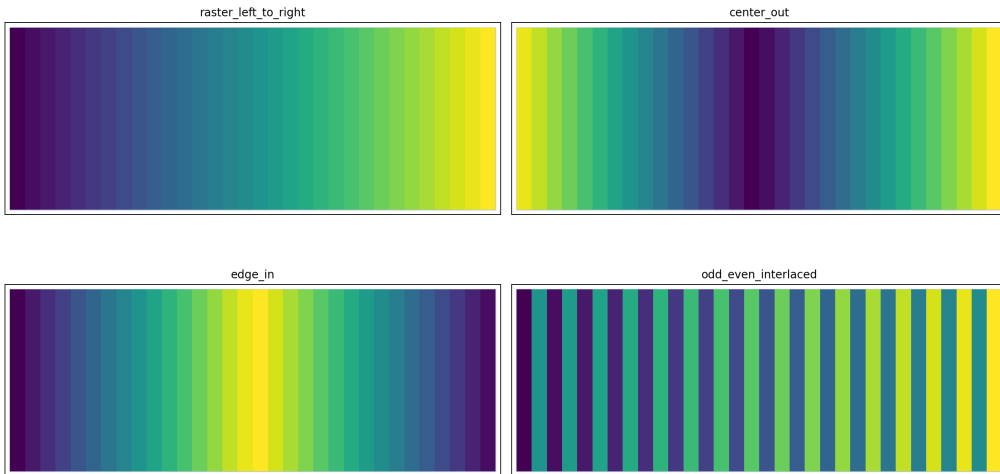 raster_left_to_right
center_out
edge_in
odd_even_interlaced